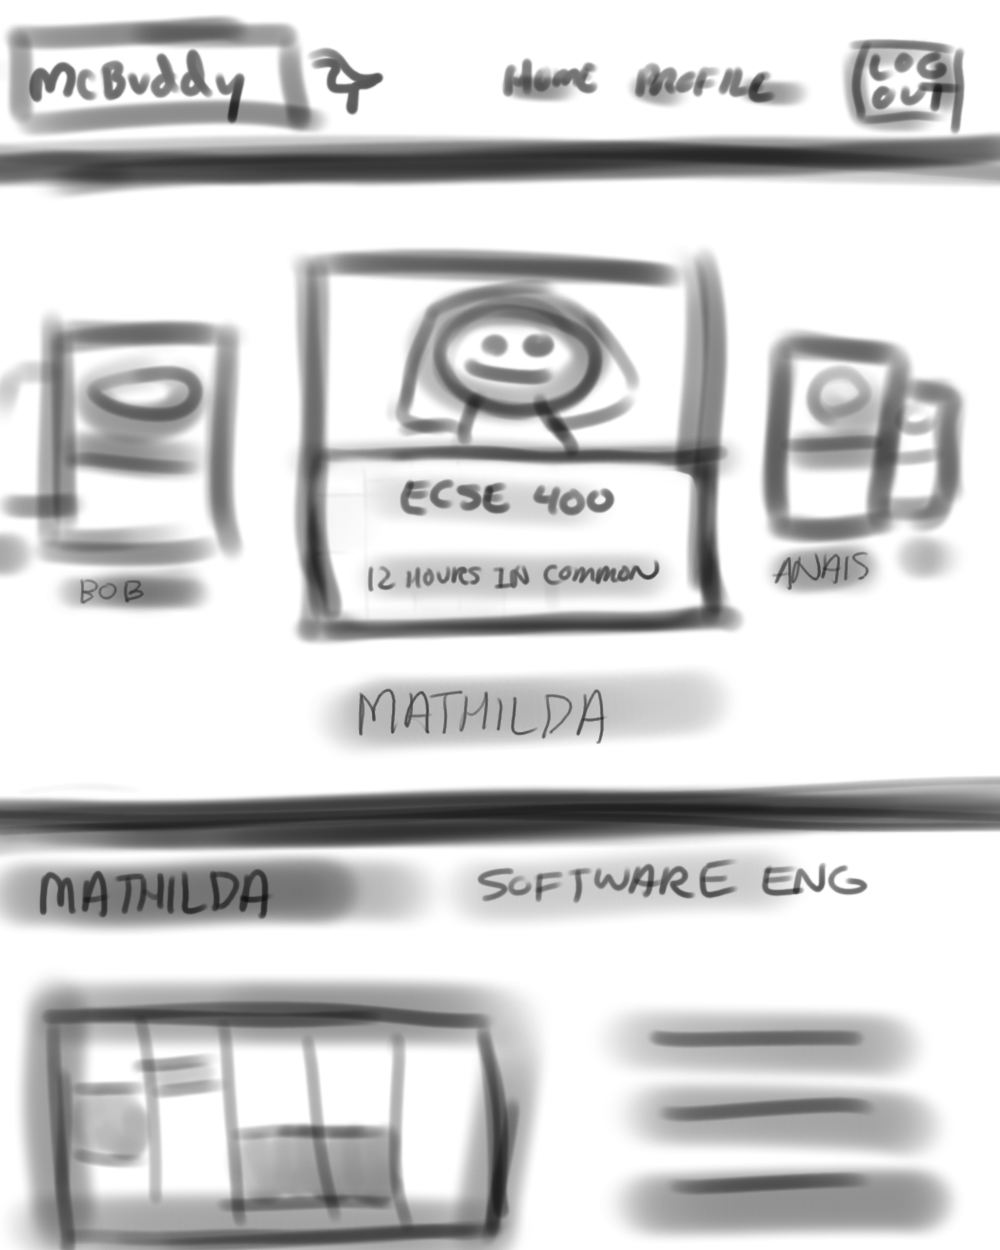 McBuddy
Home PROFILE
LOG
OUT
ECSE 400
12 HOURS IN COMMON
BOB
ANAIS
MATHILDA
MATHILDA
SOFTWARE ENG